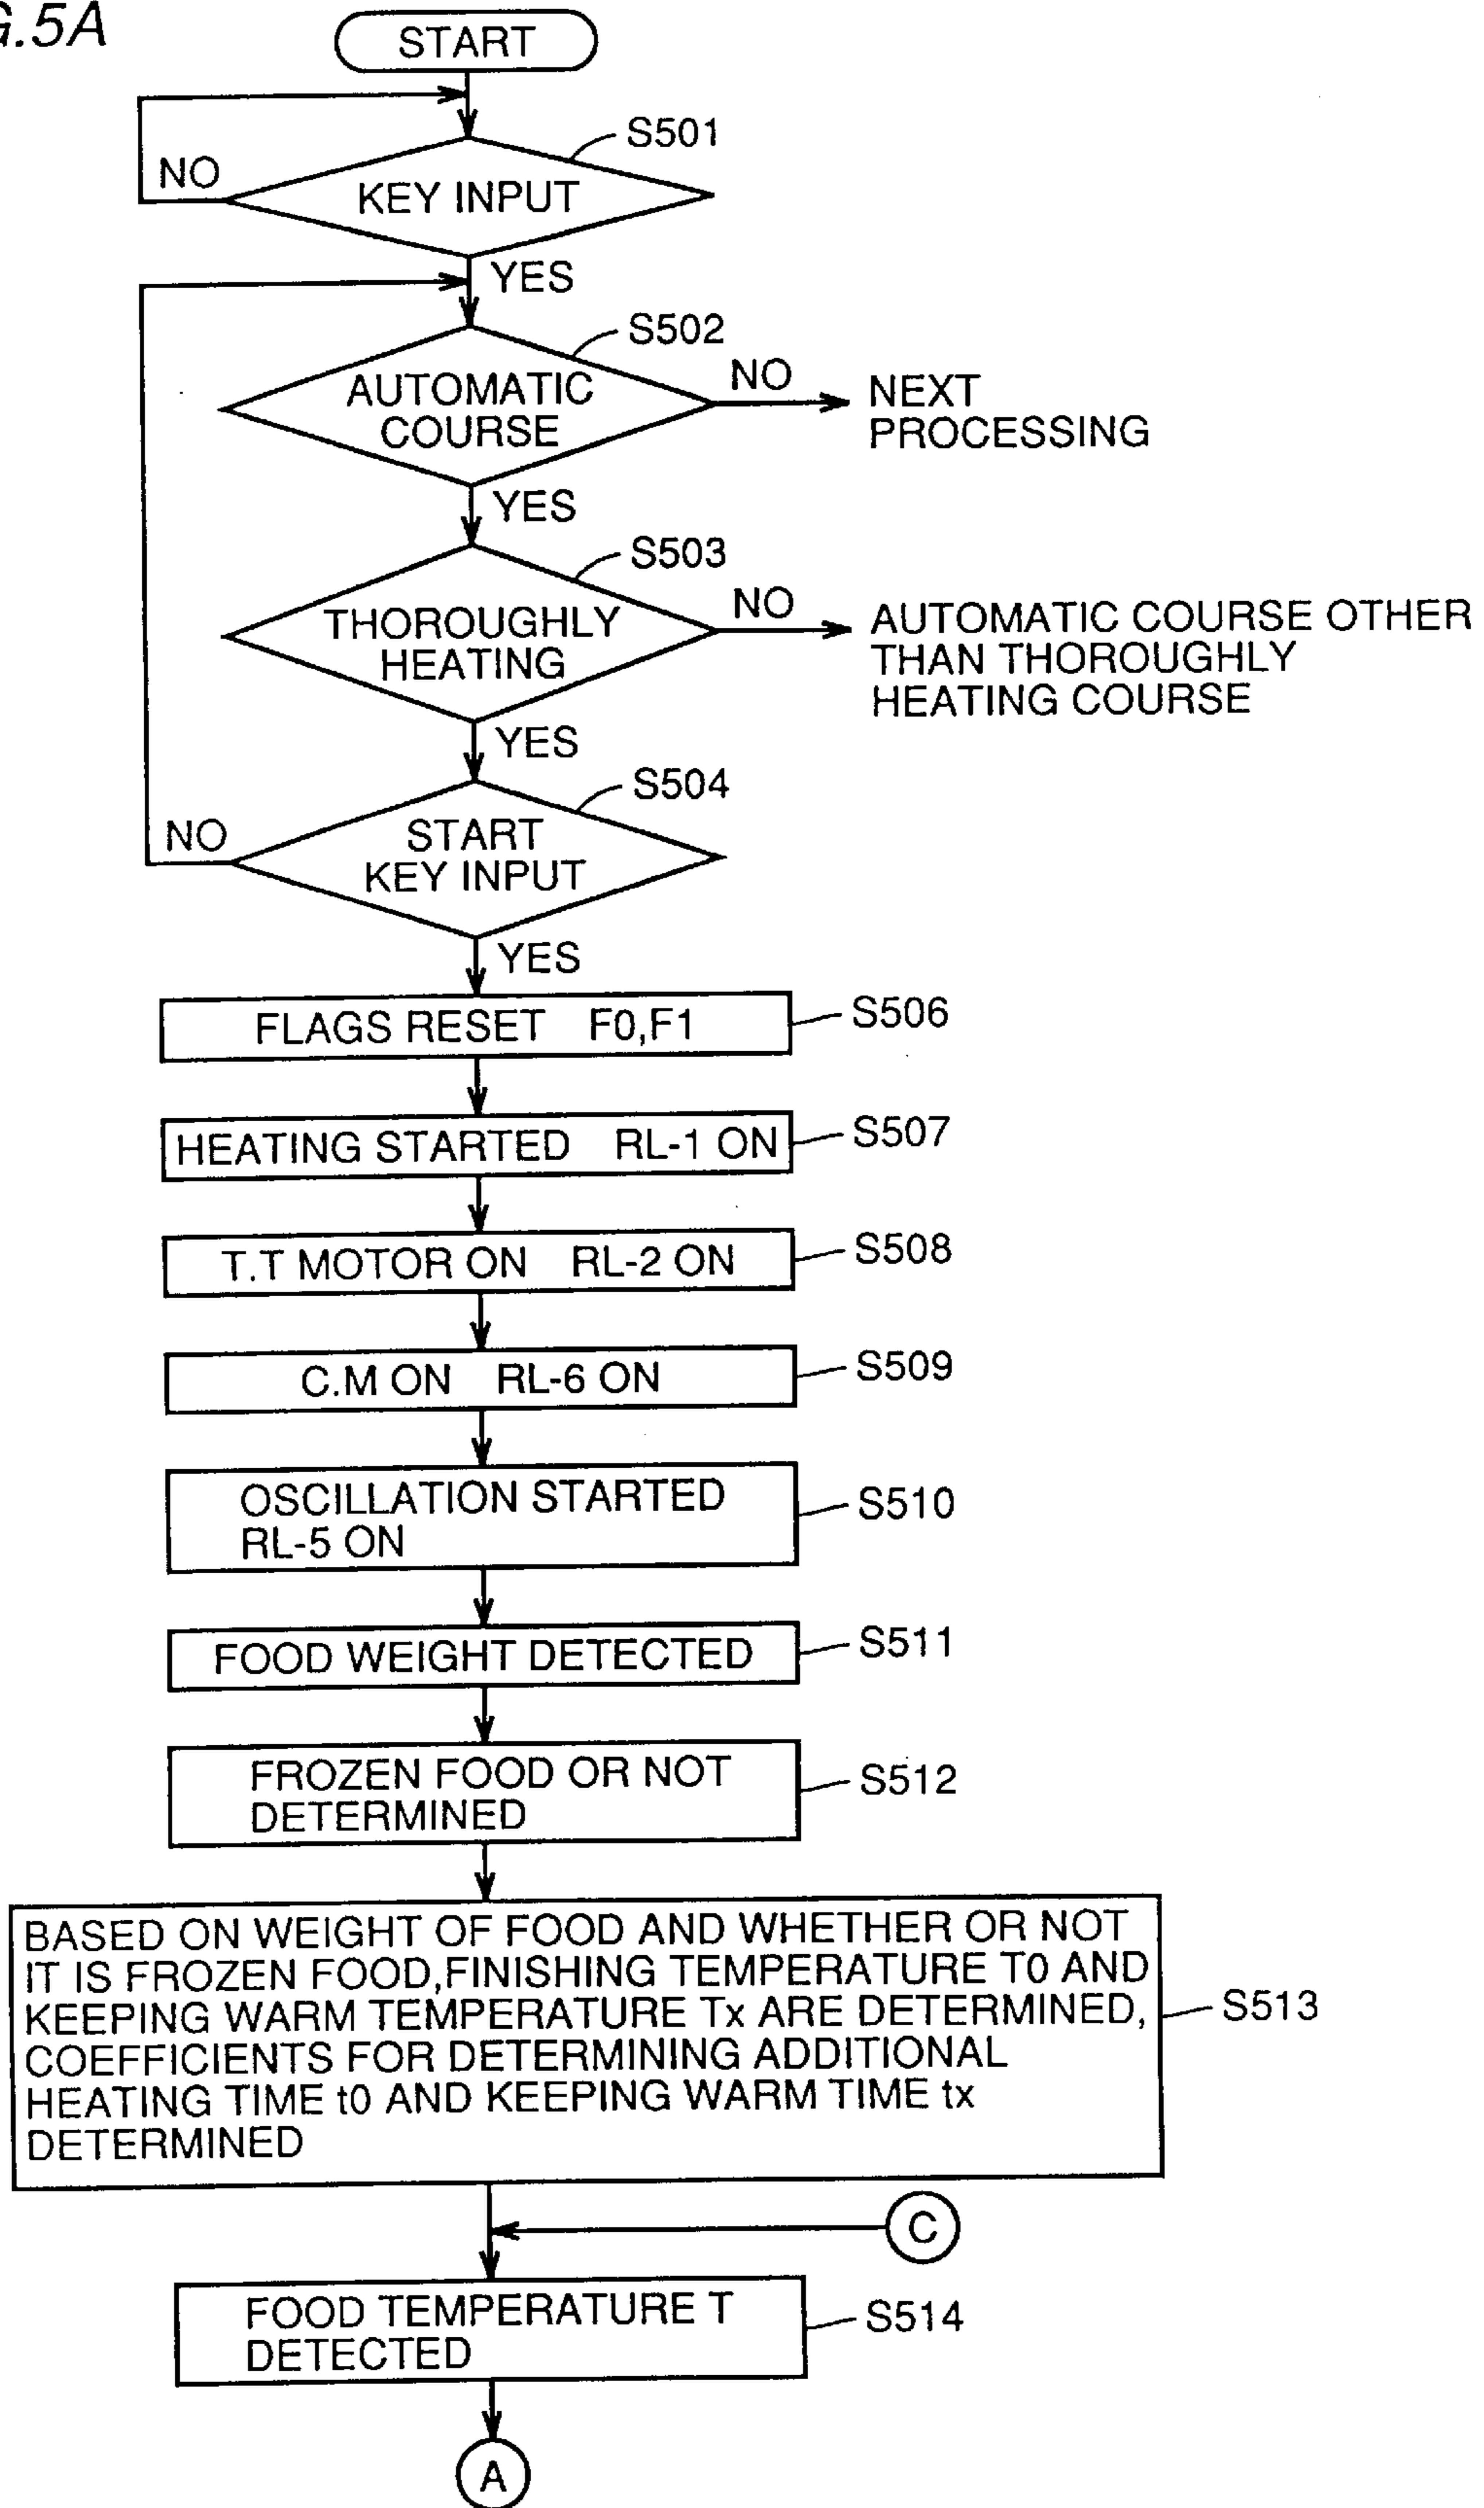 G.5A
START
S501
NO
KEY INPUT
YES
S502
AUTOMATIC
COURSE
NO
NEXT
PROCESSING
YES
S503
THOROUGHLY
HEATING
NO
AUTOMATIC COURSE OTHER
THAN THOROUGHLY
HEATING COURSE
YES
S504
NO
START
KEY INPUT
YES
FLAGS RESET F0,F1
S506
HEATING STARTED RL-1 ON
S507
T.T MOTOR ON RL-2 ON
S508
C.M ON RL-6 ON
S509
OSCILLATION STARTED
RL-5 ON
S510
FOOD WEIGHT DETECTED
S511
FROZEN FOOD OR NOT
DETERMINED
S512
BASED ON WEIGHT OF FOOD AND WHETHER OR NOT
IT IS FROZEN FOOD,FINISHING TEMPERATURE T0 AND
KEEPING WARM TEMPERATURE Tx ARE DETERMINED,
COEFFICIENTS FOR DETERMINING ADDITIONAL
HEATING TIME t0 AND KEEPING WARM TIME tx
DETERMINED
S513
C
FOOD TEMPERATURE T
DETECTED
S514
A